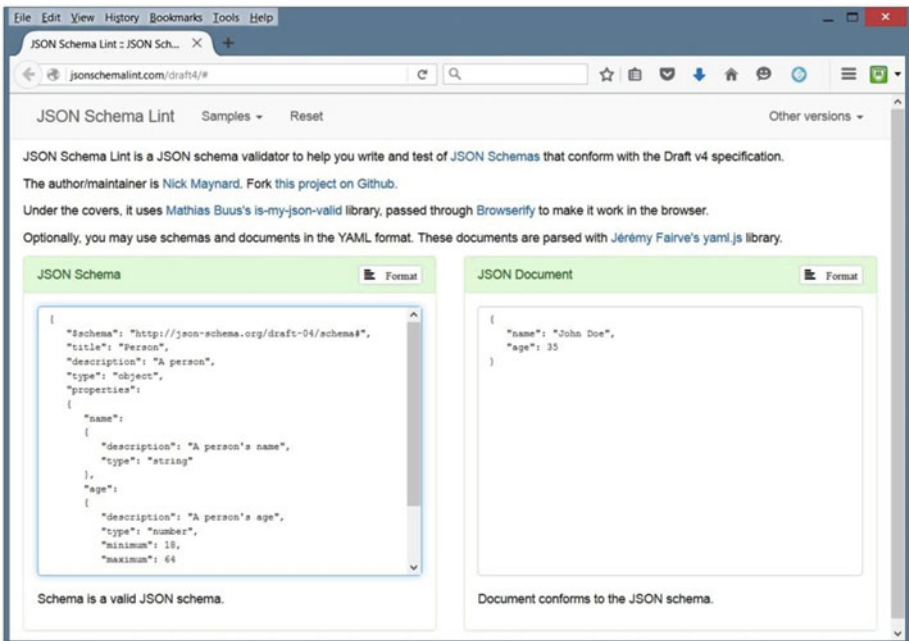 File Edit View History Bookmarks Tools Help
JSON Schema Lint :: JSON Sch...
jsonschemalint.com/draft4/#
JSON Schema Lint Samples Reset Other versions
JSON Schema Lint is a JSON schema validator to help you write and test of JSON Schemas that conform with the Draft v4 specification.
The author/maintainer is Nick Maynard. Fork this project on Github.
Under the covers, it uses Mathias Buus's is-my-json-valid library, passed through Browserify to make it work in the browser.
Optionally, you may use schemas and documents in the YAML format. These documents are parsed with Jérémy Fairve's yaml.js library.
JSON Schema Format
{
"$schema": "http://json-schema.org/draft-04/schema#",
"title": "Person",
"description": "A person",
"type": "object",
"properties":
{
"name":
{
"description": "A person's name",
"type": "string"
},
"age":
{
"description": "A person's age",
"type": "number",
"minimum": 18,
"maximum": 64
Schema is a valid JSON schema.
JSON Document Format
{
"name": "John Doe",
"age": 35
}
Document conforms to the JSON schema.